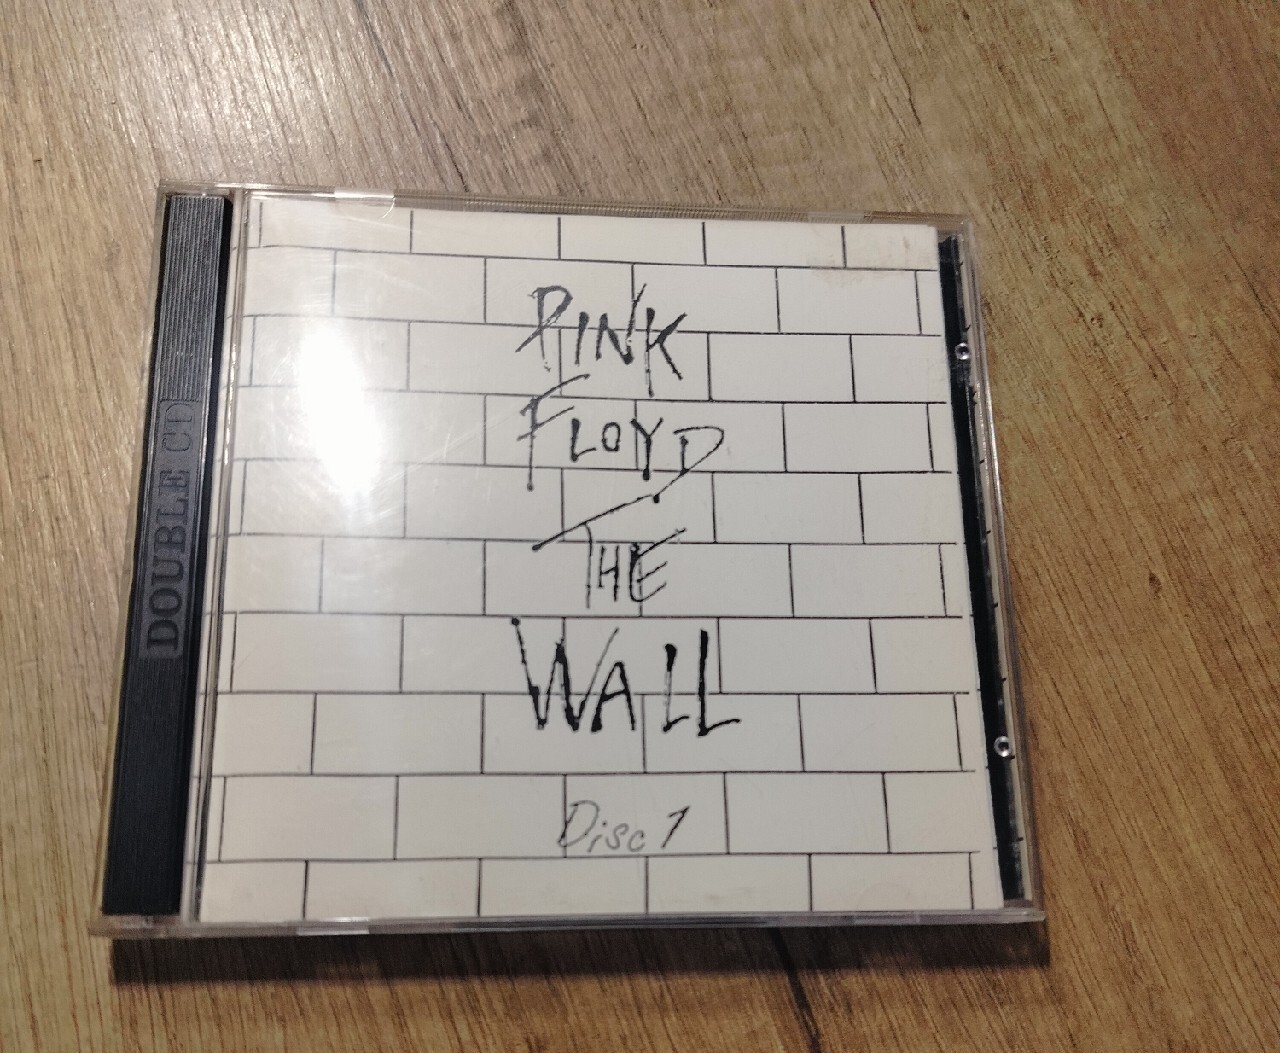 DOUBLE CD
PINK
FLOYD
THE
WALL
Disc 1